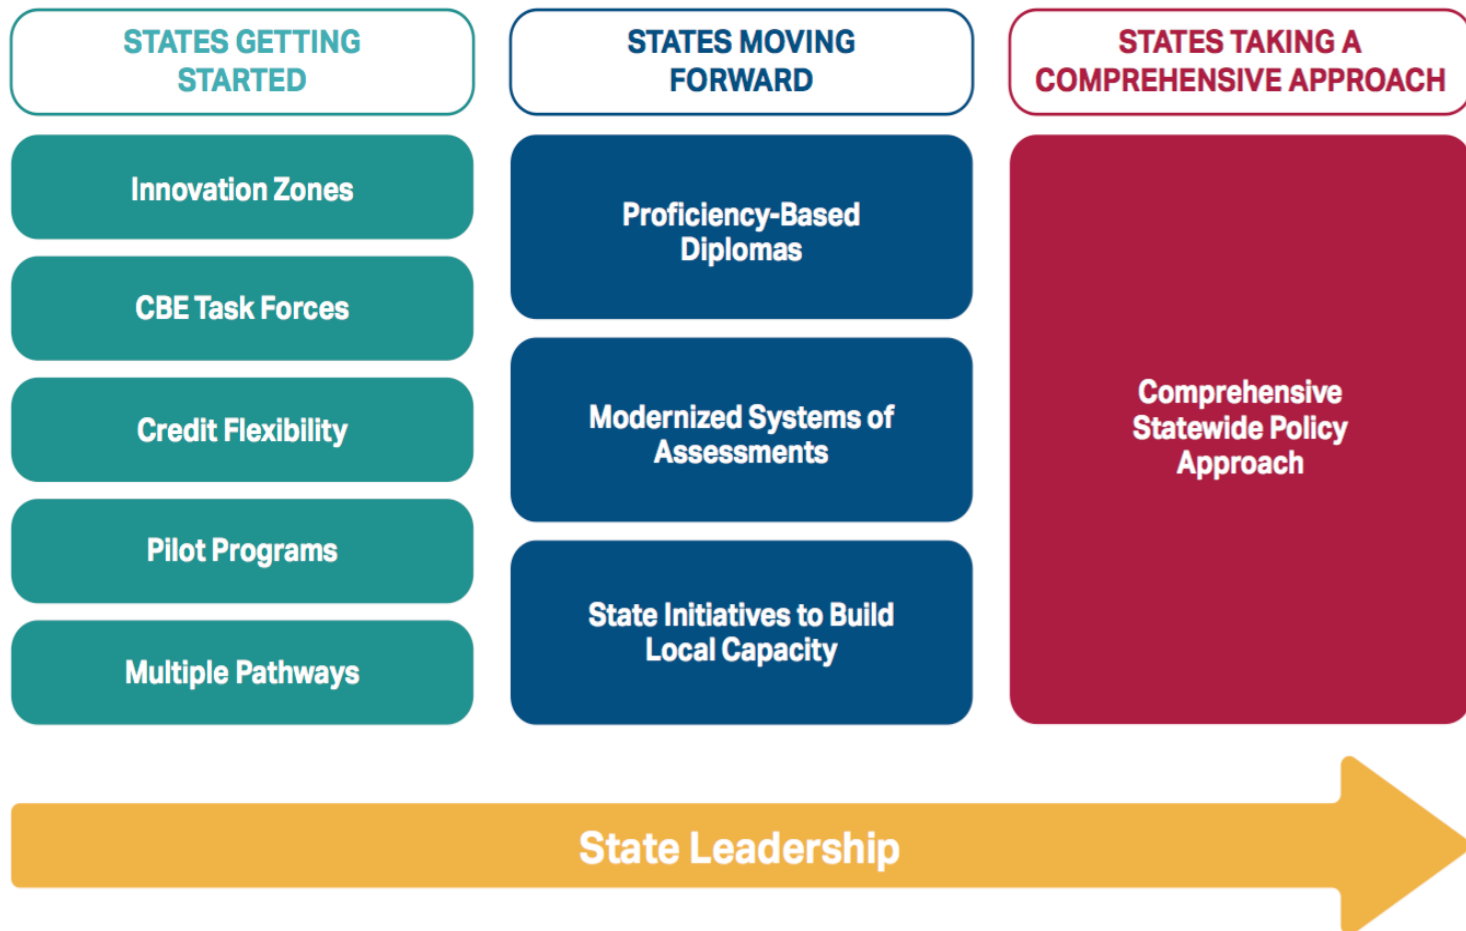 STATES GETTING
STARTED
Innovation Zones
CBE Task Forces
Credit Flexibility
Pilot Programs
Multiple Pathways
STATES MOVING
FORWARD
Proficiency-Based
Diplomas
Modernized Systems of
Assessments
State Initiatives to Build
Local Capacity
STATES TAKING A
COMPREHENSIVE APPROACH
Comprehensive
Statewide Policy
Approach
State Leadership